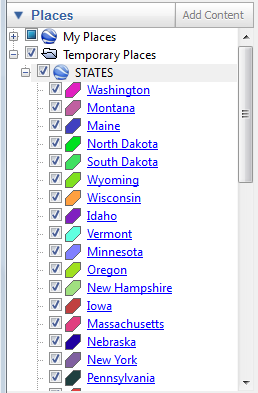 Places Add Content
My Places
Temporary Places
STATES
Washington
Montana
Maine
North Dakota
South Dakota
Wyoming
Wisconsin
Idaho
Vermont
Minnesota
Oregon
New Hampshire
Iowa
Massachusetts
Nebraska
New York
Pennsylvania